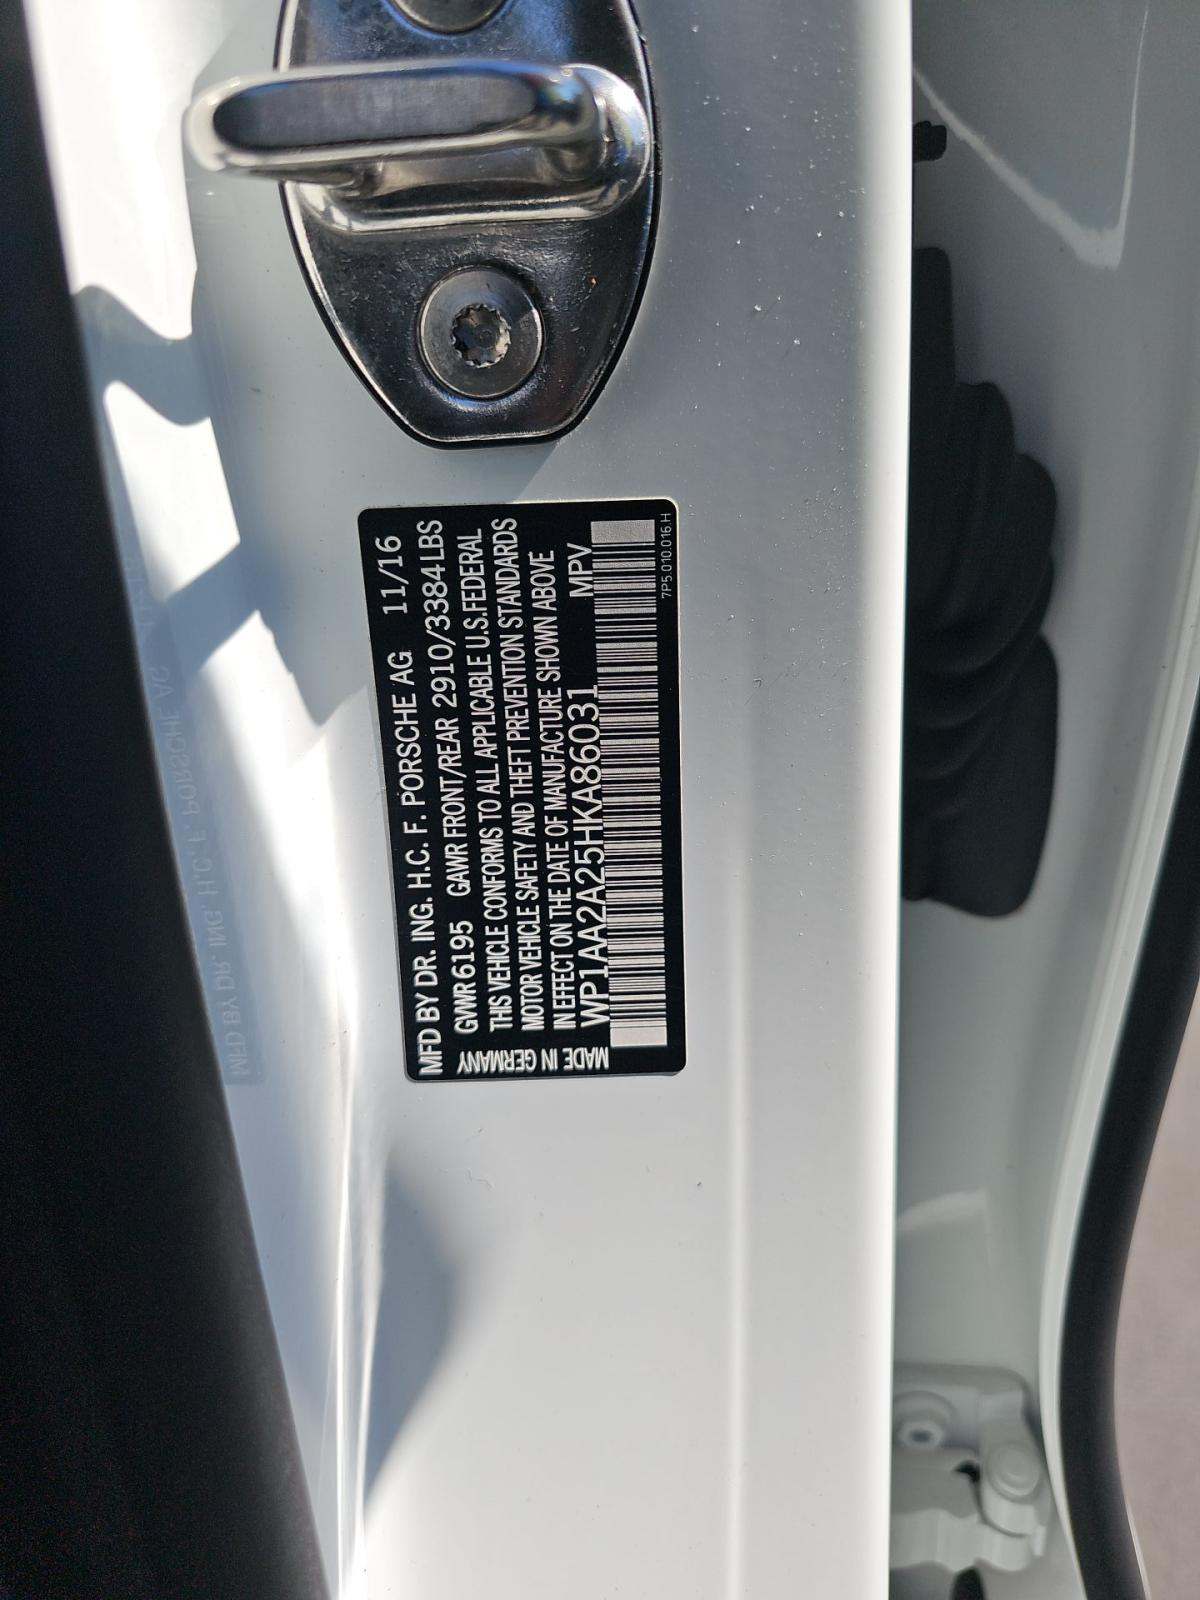 MFD BY DR. ING. H.C. F. PORSCHE AG 11/16
GVWR 6195 GAWR FRONT/REAR 2910/3384 LBS
THIS VEHICLE CONFORMS TO ALL APPLICABLE U.S. FEDERAL
MOTOR VEHICLE SAFETY AND THEFT PREVENTION STANDARDS
IN EFFECT ON THE DATE OF MANUFACTURE SHOWN ABOVE
WP1AA2A25HKA86031 MPV
MADE IN GERMANY
7P5.010.016.H